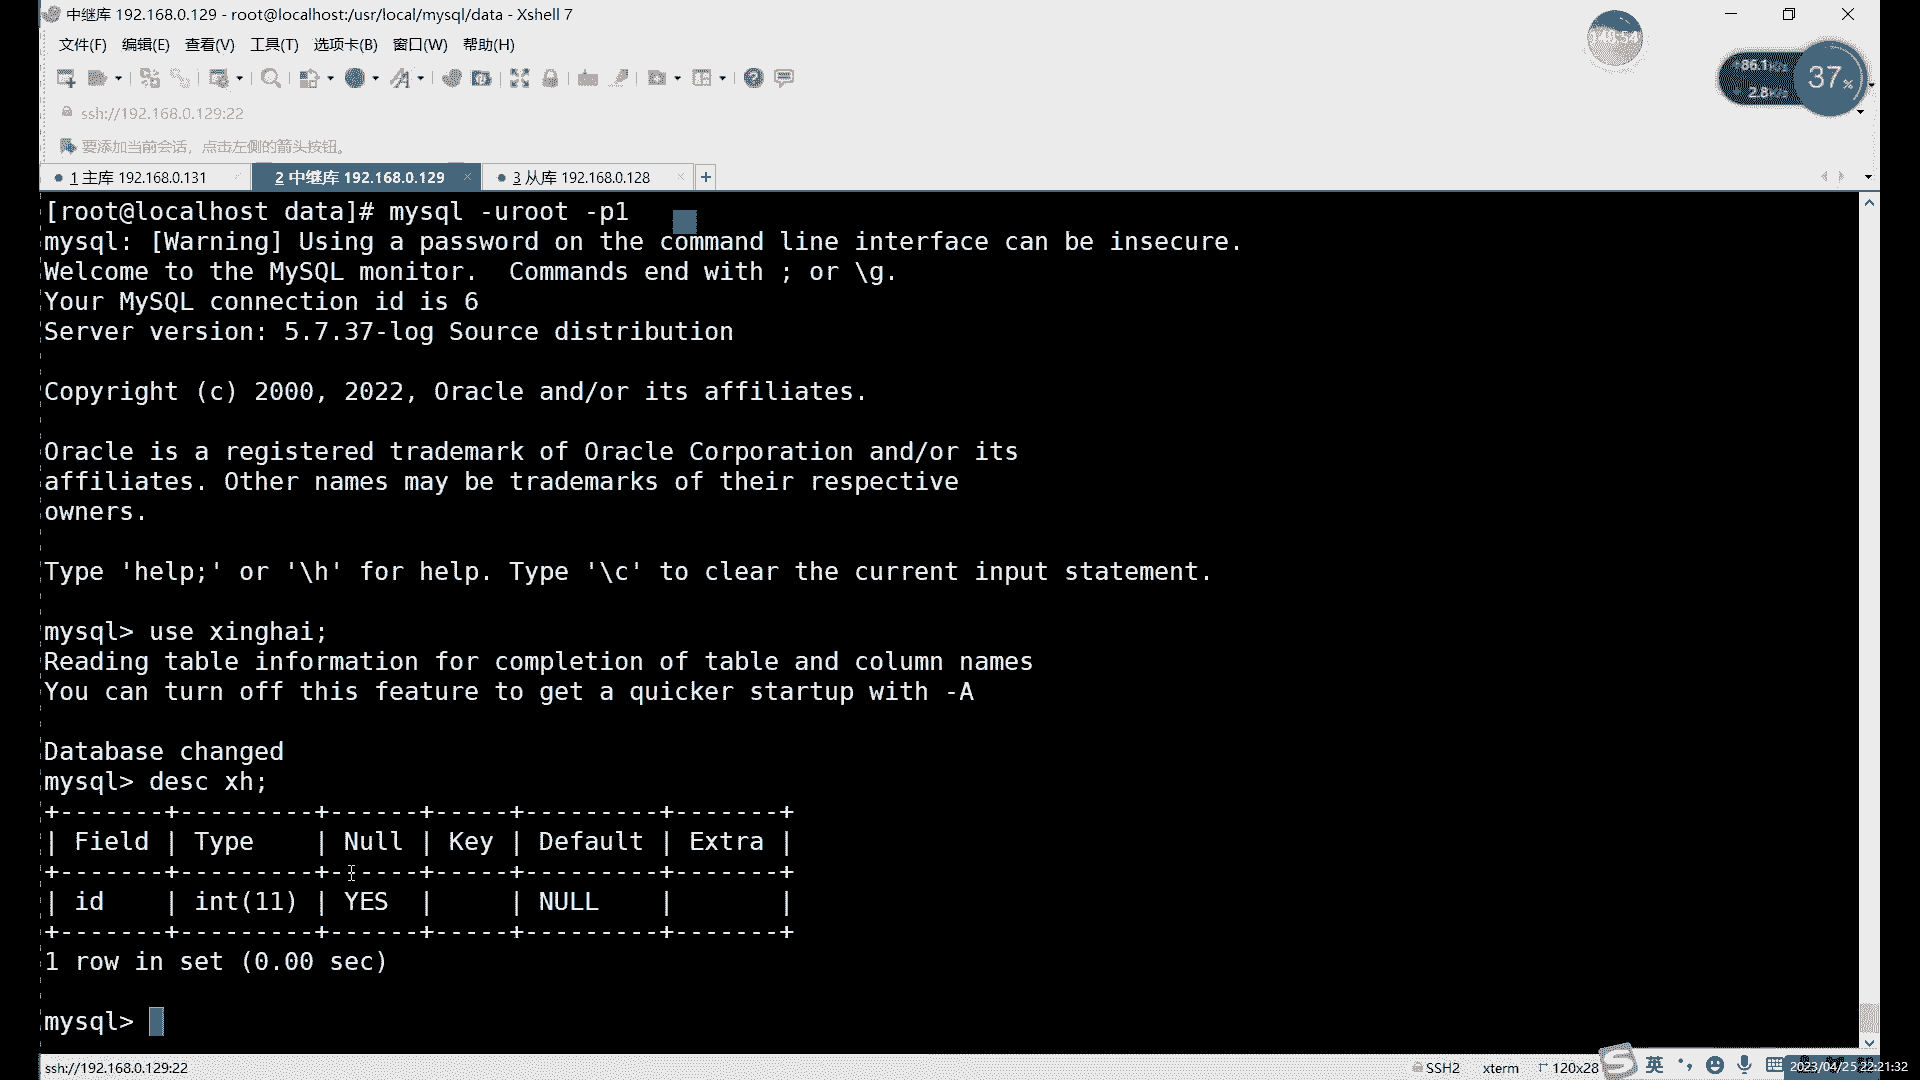 中继库 192.168.0.129 - root@localhost:/usr/local/mysql/data - Xshell 7
文件(F) 编辑(E) 查看(V) 工具(T) 选项卡(B) 窗口(W) 帮助(H)
86.1K/s
2.8K/s
37%
ssh://192.168.0.129:22
要添加当前会话，点击左侧的箭头按钮。
1 主库 192.168.0.131 × 2 中继库 192.168.0.129 × 3 从库 192.168.0.128 × +
[root@localhost data]# mysql -uroot -p1
mysql: [Warning] Using a password on the command line interface can be insecure.
Welcome to the MySQL monitor.  Commands end with ; or \g.
Your MySQL connection id is 6
Server version: 5.7.37-log Source distribution
Copyright (c) 2000, 2022, Oracle and/or its affiliates.
Oracle is a registered trademark of Oracle Corporation and/or its
affiliates. Other names may be trademarks of their respective
owners.
Type 'help;' or '\h' for help. Type '\c' to clear the current input statement.
mysql> use xinghai;
Reading table information for completion of table and column names
You can turn off this feature to get a quicker startup with -A
Database changed
mysql> desc xh;
+-------+---------+------+-----+---------+-------+
| Field | Type    | Null | Key | Default | Extra |
+-------+---------+------+-----+---------+-------+
| id    | int(11) | YES  |     | NULL    |       |
+-------+---------+------+-----+---------+-------+
1 row in set (0.00 sec)
mysql>
ssh://192.168.0.129:22 SSH2 xterm 120x28 英 2023/04/25 22:21:32